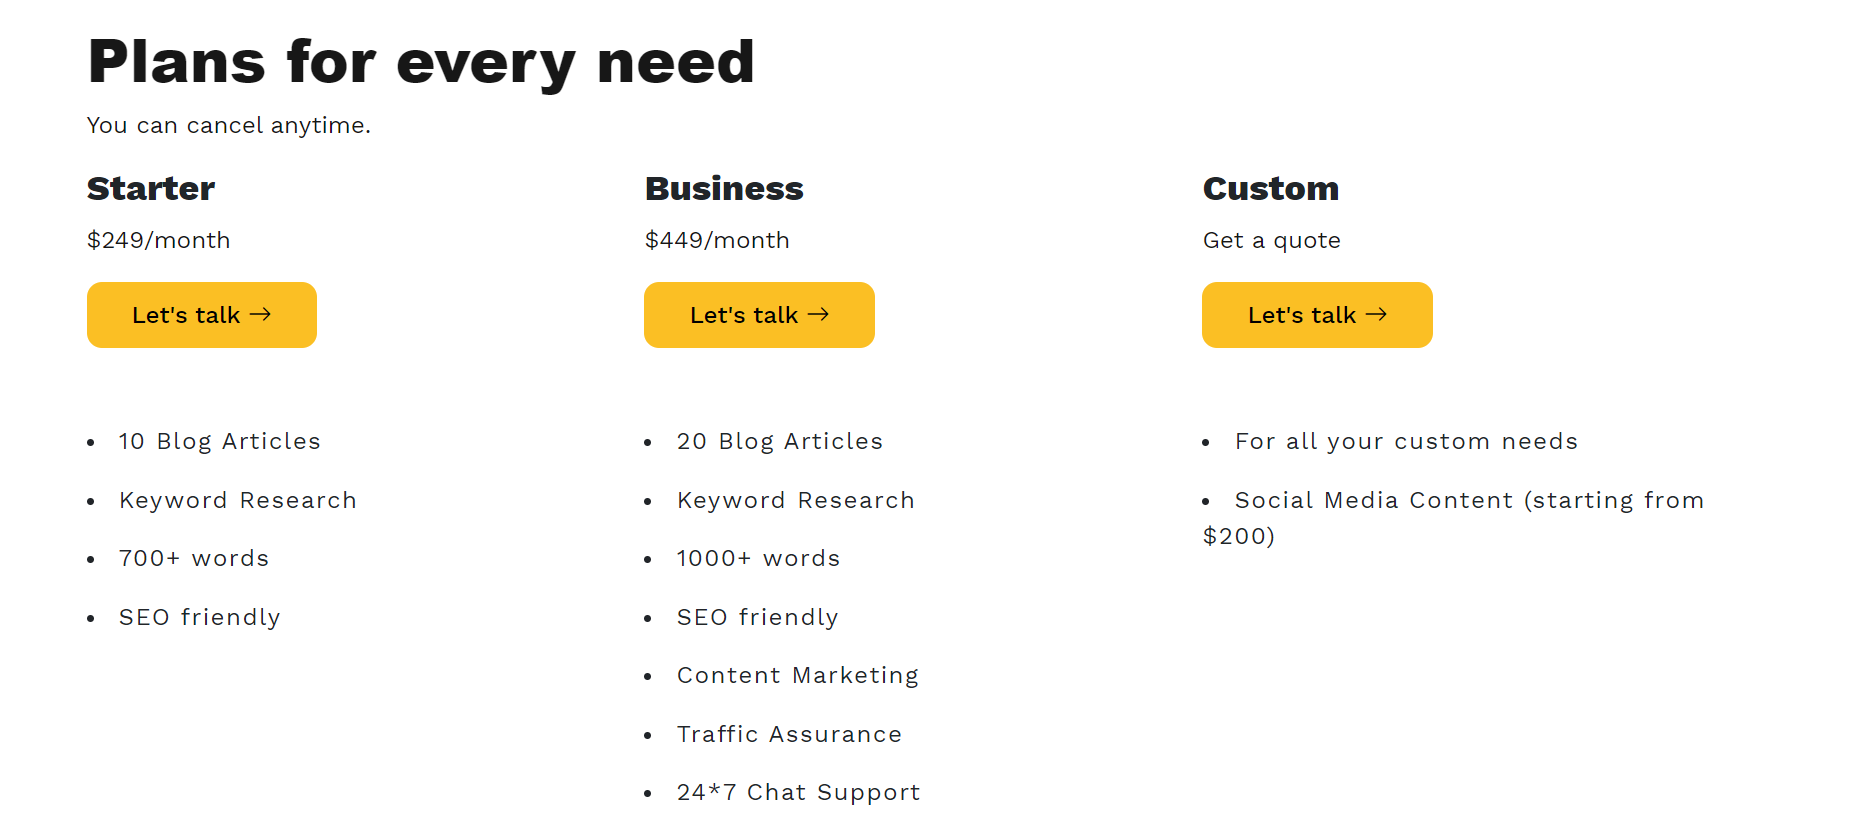 Plans for every need
You can cancel anytime.
Starter
$249/month
Let's talk →
• 10 Blog Articles
• Keyword Research
• 700+ words
• SEO friendly
Business
$449/month
Let's talk →
• 20 Blog Articles
• Keyword Research
• 1000+ words
• SEO friendly
• Content Marketing
• Traffic Assurance
• 24*7 Chat Support
Custom
Get a quote
Let's talk →
• For all your custom needs
• Social Media Content (starting from
$200)